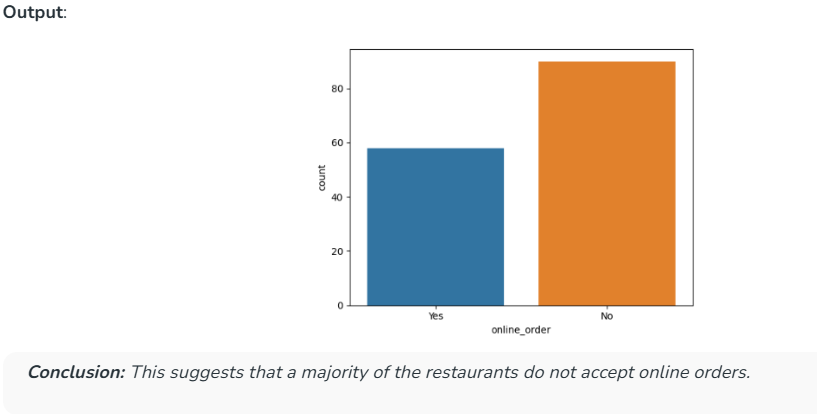 Output:
80
60
40
20
0
count
Yes No
online_order
Conclusion: This suggests that a majority of the restaurants do not accept online orders.